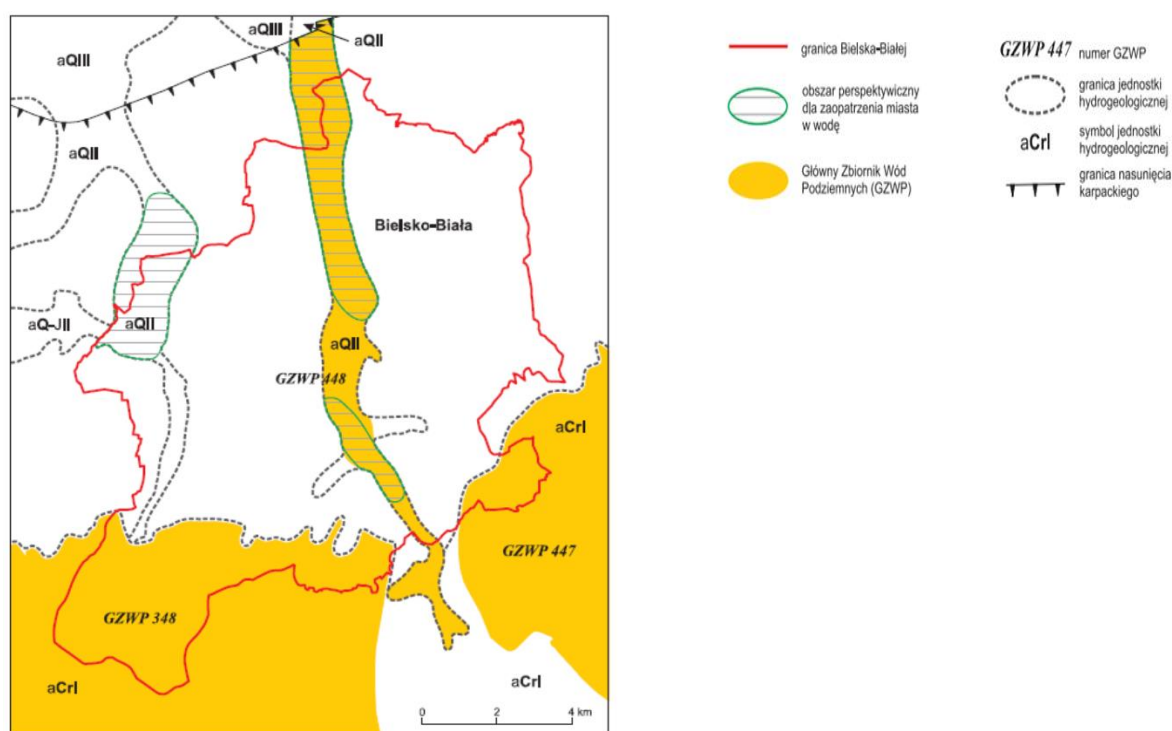 aQIII
aQII
aQIII
aQII
Bielsko-Biała
aQ-JII
aQII
aQII
GZWP 448
aCrI
GZWP 447
GZWP 348
aCrI
aCrI
0 2 4 km
granica Bielska-Białej
obszar perspektywiczny
dla zaopatrzenia miasta
w wodę
Główny Zbiornik Wód
Podziemnych (GZWP)
GZWP 447 numer GZWP
granica jednostki
hydrogeologicznej
aCrI
symbol jednostki
hydrogeologicznej
granica nasunięcia
karpackiego